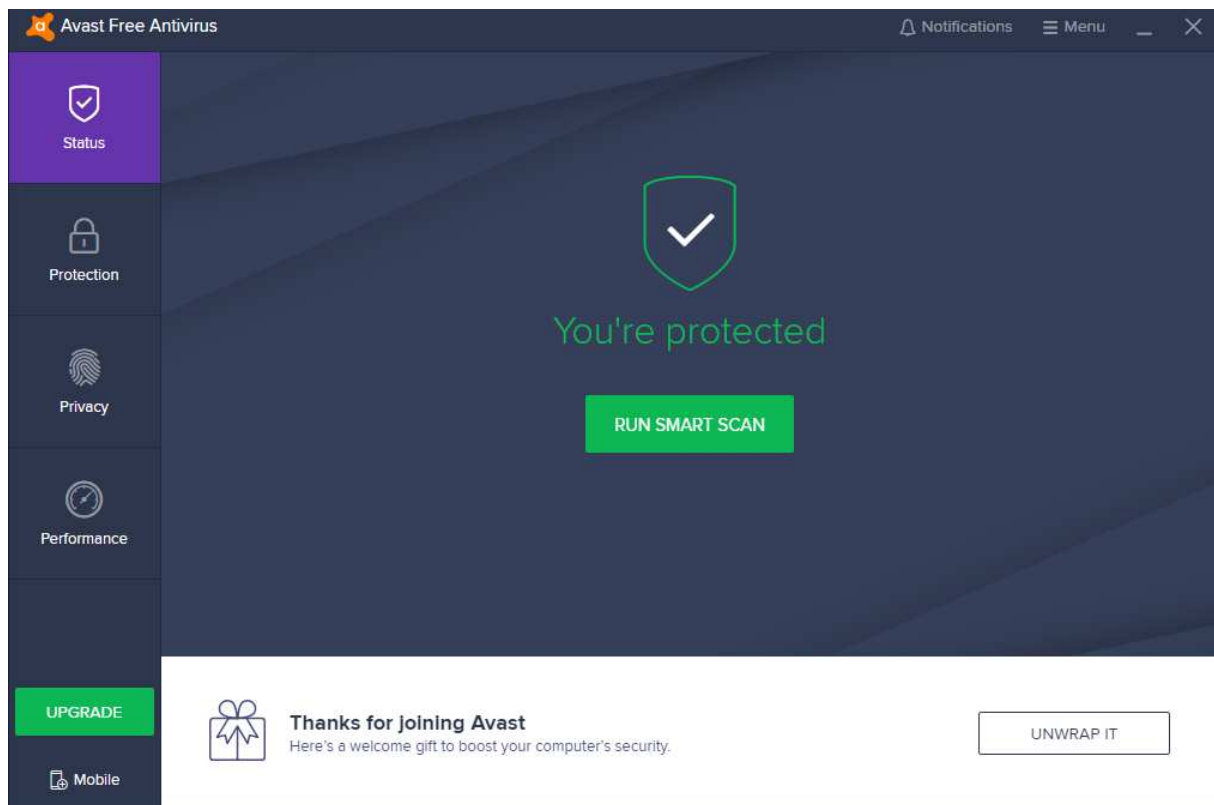 Avast Free Antivirus
Notifications
Menu
Status
Protection
Privacy
Performance
You're protected
RUN SMART SCAN
UPGRADE
Mobile
Thanks for joining Avast
Here's a welcome gift to boost your computer's security.
UNWRAP IT